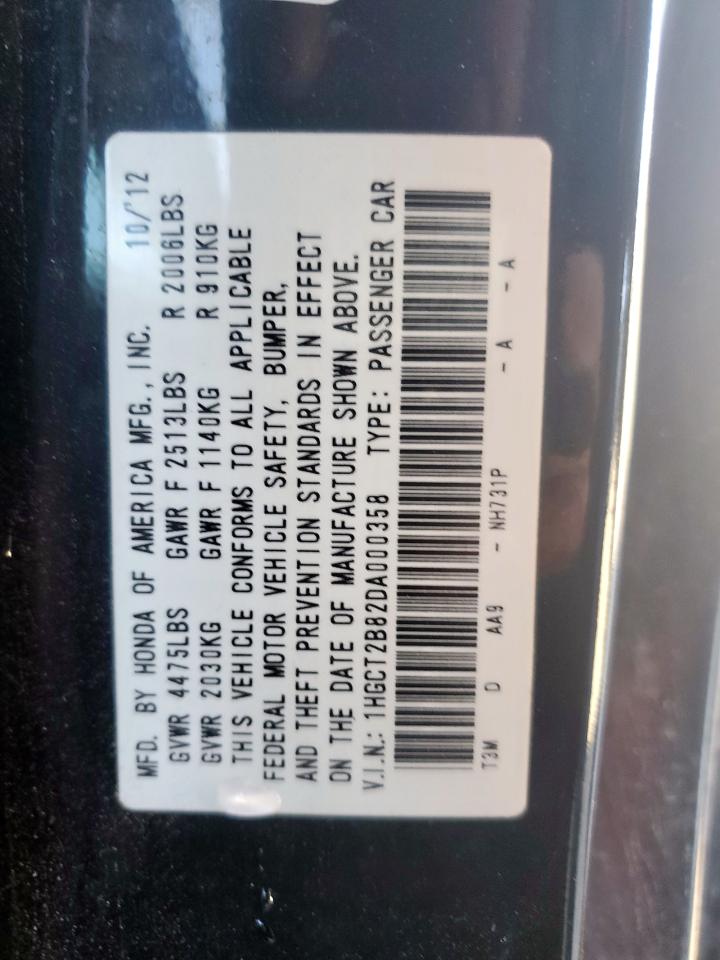 MFD. BY HONDA OF AMERICA MFG., INC. 10/'12
GVWR 4475LBS GAWR F 2513LBS R 2006LBS
GVWR 2030KG GAWR F 1140KG R 910KG
THIS VEHICLE CONFORMS TO ALL APPLICABLE
FEDERAL MOTOR VEHICLE SAFETY, BUMPER,
AND THEFT PREVENTION STANDARDS IN EFFECT
ON THE DATE OF MANUFACTURE SHOWN ABOVE.
V.I.N.: 1HGCT2B82DA000358 TYPE: PASSENGER CAR
T3M D AA9 - NH731P - A - A